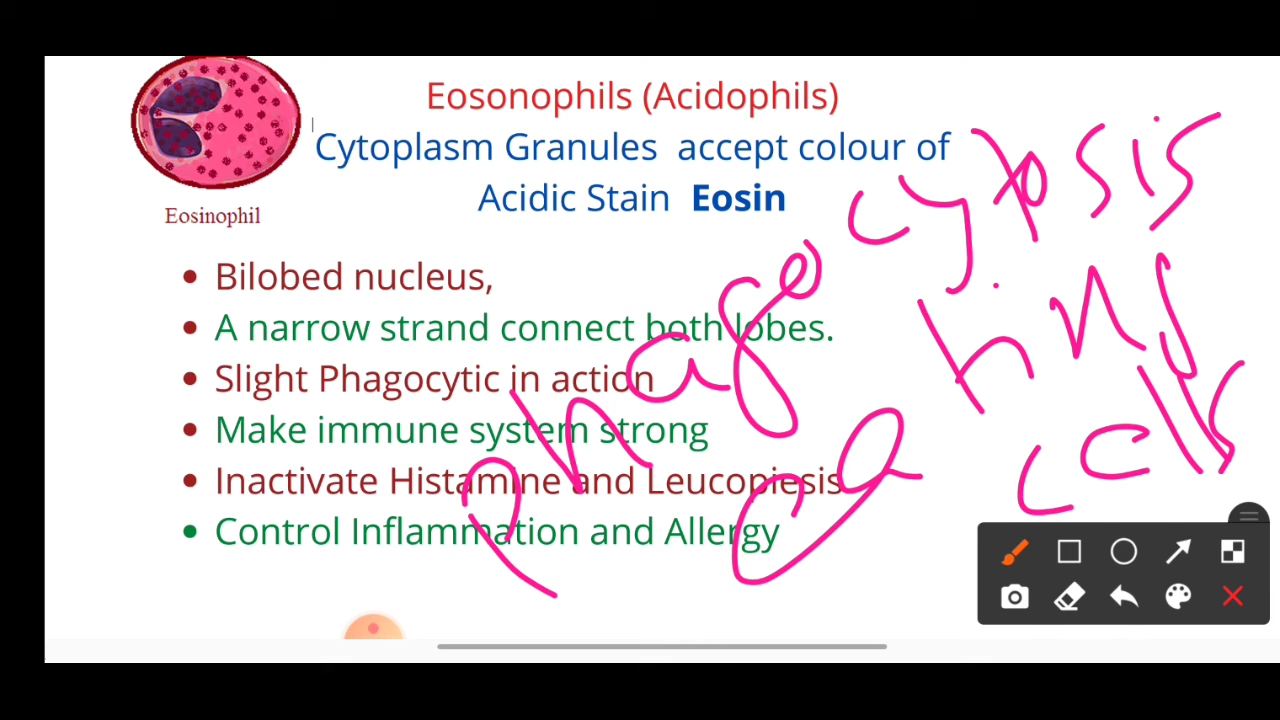 Eosonophils (Acidophils)
Cytoplasm Granules accept colour of
Acidic Stain Eosin
Eosinophil
• Bilobed nucleus,
• A narrow strand connect both lobes.
• Slight Phagocytic in action
• Make immune system strong
• Inactivate Histamine and Leucopiesis
• Control Inflammation and Allergy
Phagocytosis
cells